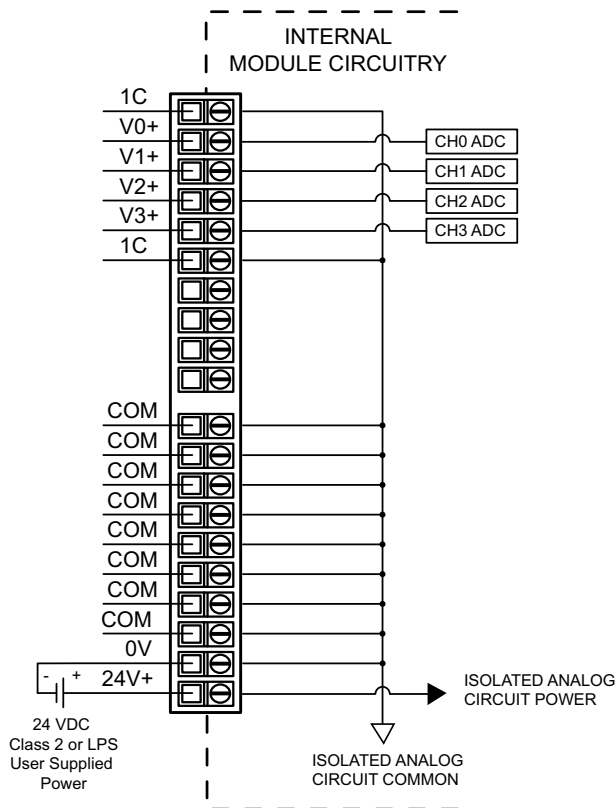 INTERNAL
MODULE CIRCUITRY
1C
V0+
CH0 ADC
V1+
CH1 ADC
V2+
CH2 ADC
V3+
CH3 ADC
1C
COM
COM
COM
COM
COM
COM
COM
COM
0V
- + 24V+
ISOLATED ANALOG
CIRCUIT POWER
24 VDC
Class 2 or LPS
User Supplied
Power
ISOLATED ANALOG
CIRCUIT COMMON